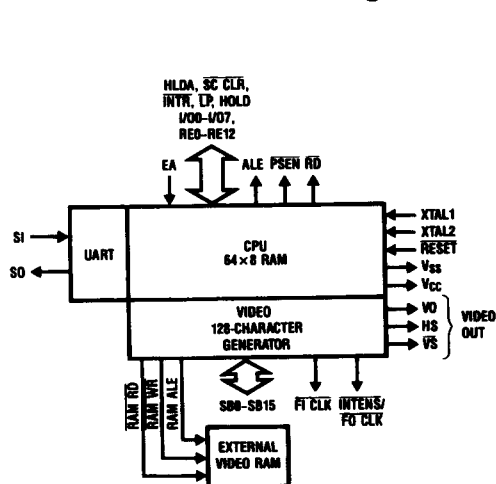 HLDA, SC CLR,
INTR, LP, HOLD
I/O0-I/O7,
RE0-RE12
EA ALE PSEN RD
SI
SO
UART
CPU
64×8 RAM
XTAL1
XTAL2
RESET
VSS
VCC
VIDEO
128-CHARACTER
GENERATOR
VO
HS
VS
VIDEO
OUT
RAM RD
RAM WR
RAM ALE
SB0-SB15
FI CLK
INTENS/
FO CLK
EXTERNAL
VIDEO RAM